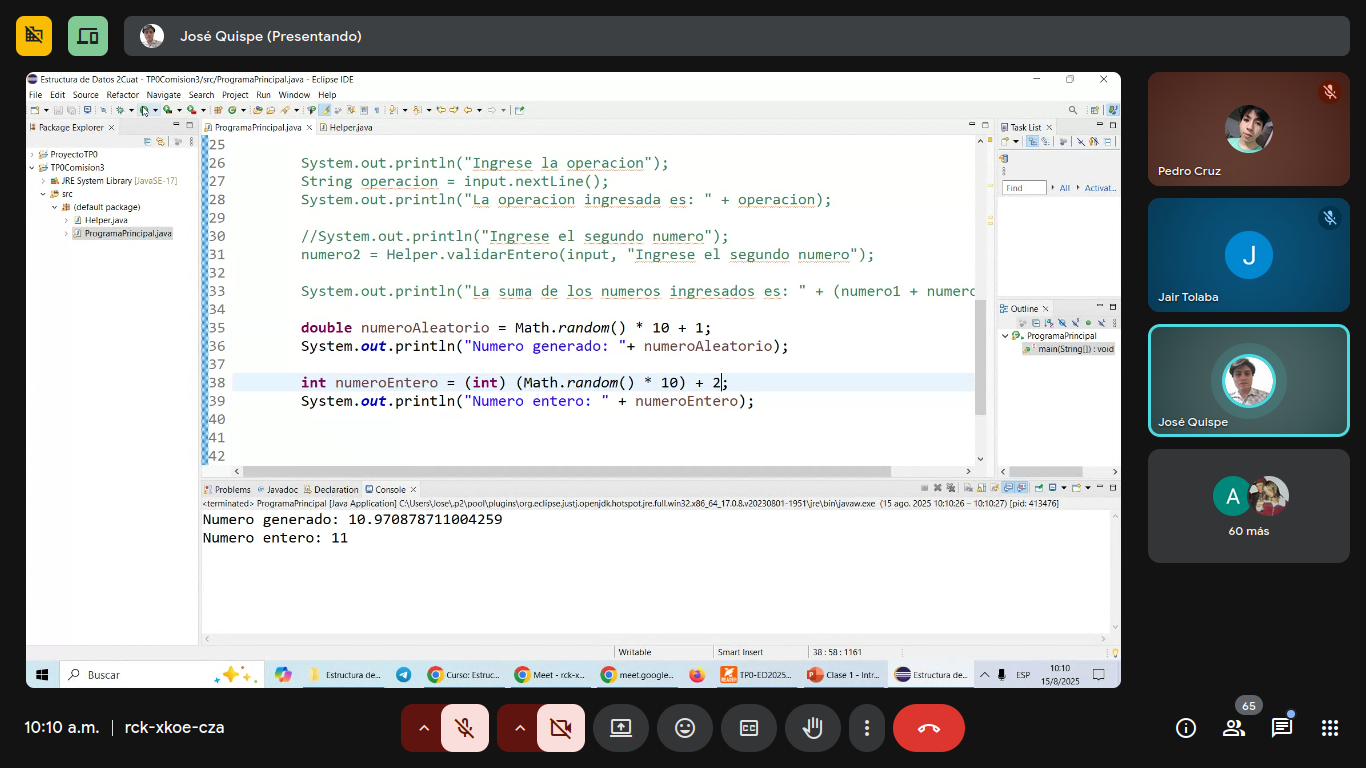 José Quispe (Presentando)
Estructura de Datos 2Cuat - TP0Comision3/src/ProgramaPrincipal.java - Eclipse IDE
File Edit Source Refactor Navigate Search Project Run Window Help
Package Explorer
ProyectoTP0
TP0Comision3
JRE System Library [JavaSE-17]
src
(default package)
Helper.java
ProgramaPrincipal.java
ProgramaPrincipal.java Helper.java
25
26 System.out.println("Ingrese la operacion");
27 String operacion = input.nextLine();
28 System.out.println("La operacion ingresada es: " + operacion);
29
30 //System.out.println("Ingrese el segundo numero");
31 numero2 = Helper.validarEntero(input, "Ingrese el segundo numero");
32
33 System.out.println("La suma de los numeros ingresados es: " + (numero1 + numero
34
35 double numeroAleatorio = Math.random() * 10 + 1;
36 System.out.println("Numero generado: "+ numeroAleatorio);
37
38 int numeroEntero = (int) (Math.random() * 10) + 2;
39 System.out.println("Numero entero: " + numeroEntero);
40
41
42
Task List
Find All Activat...
Outline
ProgramaPrincipal
main(String[]) : void
Problems Javadoc Declaration Console
<terminated> ProgramaPrincipal [Java Application] C:\Users\Jose\.p2\pool\plugins\org.eclipse.justj.openjdk.hotspot.jre.full.win32.x86_64_17.0.8.v20230801-1951\jre\bin\javaw.exe (15 ago. 2025 10:10:26 – 10:10:27) [pid: 413476]
Numero generado: 10.970878711004259
Numero entero: 11
Writable Smart Insert 38 : 58 : 1161
Buscar
Estructura de... Curso: Estruc... Meet - rck-x... meet.google... TP0-ED2025... Clase 1 - Intr... Estructura de...
ESP
10:10
15/8/2025
Pedro Cruz
J
Jair Tolaba
José Quispe
A
60 más
10:10 a.m. | rck-xkoe-cza
65